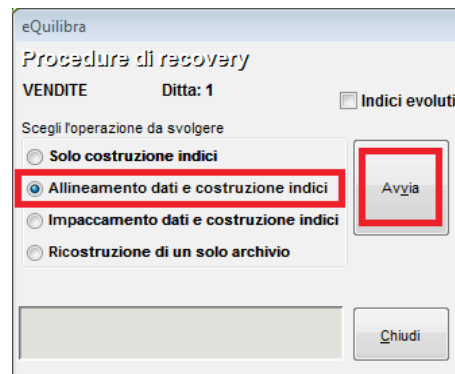 eQuilibra
Procedure di recovery
VENDITE Ditta: 1
Indici evoluti
Scegli l'operazione da svolgere
Solo costruzione indici
Allineamento dati e costruzione indici
Avvia
Impaccamento dati e costruzione indici
Ricostruzione di un solo archivio
Chiudi